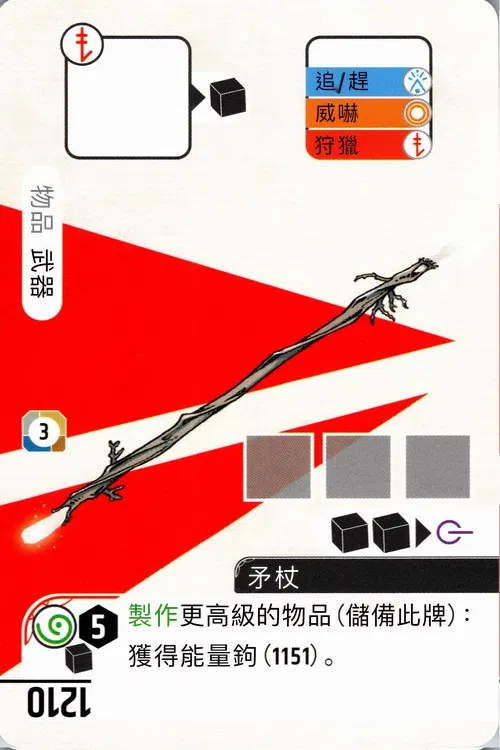 追/趕
威嚇
狩獵
物品 武器
3
矛杖
5
製作更高級的物品(儲備此牌):
獲得能量鉤(1151)。
1210